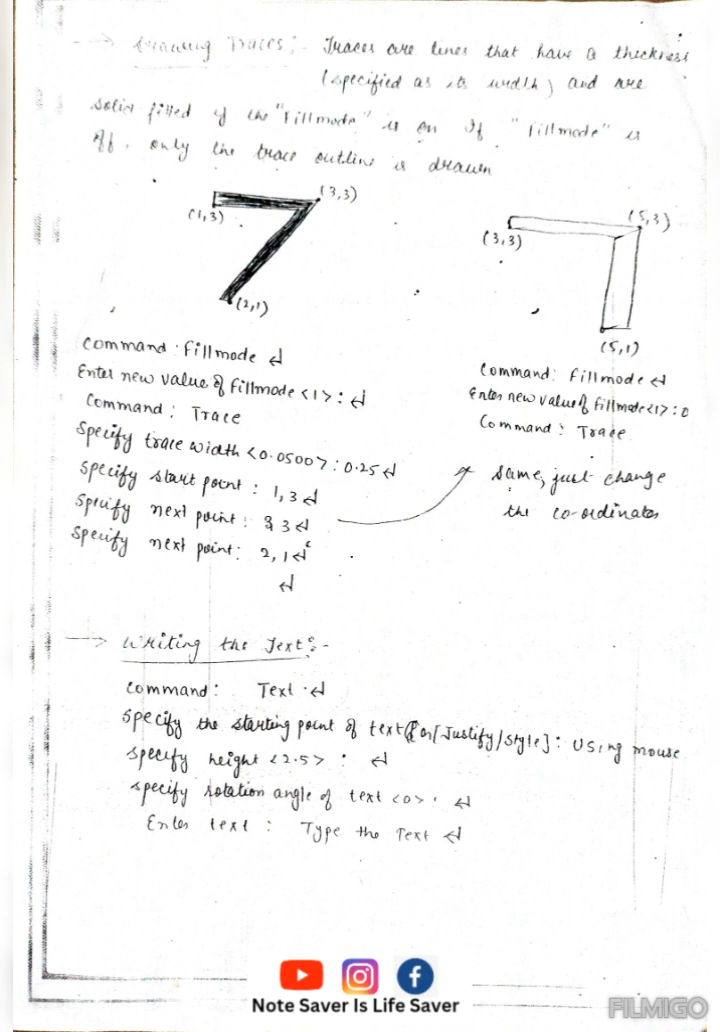 → Drawing Traces:- Traces are lines that have a thickness
(specified as its width) and are
solid filled if the "Fillmode" is on If "Fillmode" is
off, only the trace outline is drawn
(1,3) (3,3)
(2,1)
(3,3) (5,3)
(5,1)
Command: Fillmode ↵
Enter new value of fillmode <1> : ↵
Command: Trace
Specify trace width <0.0500> : 0.25 ↵
Specify start point : 1,3 ↵
Specify next point : 3,3 ↵
Specify next point: 2,1 ↵
↵
Command: Fillmode ↵
Enter new value of fillmode <1> : 0
Command: Trace
Same, just change
the co-ordinates
→ Writing the Text:-
Command: Text ↵
Specify the starting point of text or [Justify/Style]: Using mouse
Specify height <2.5> : ↵
Specify rotation angle of text <0> : ↵
Enter text : Type the Text ↵
Note Saver Is Life Saver
FILMIGO